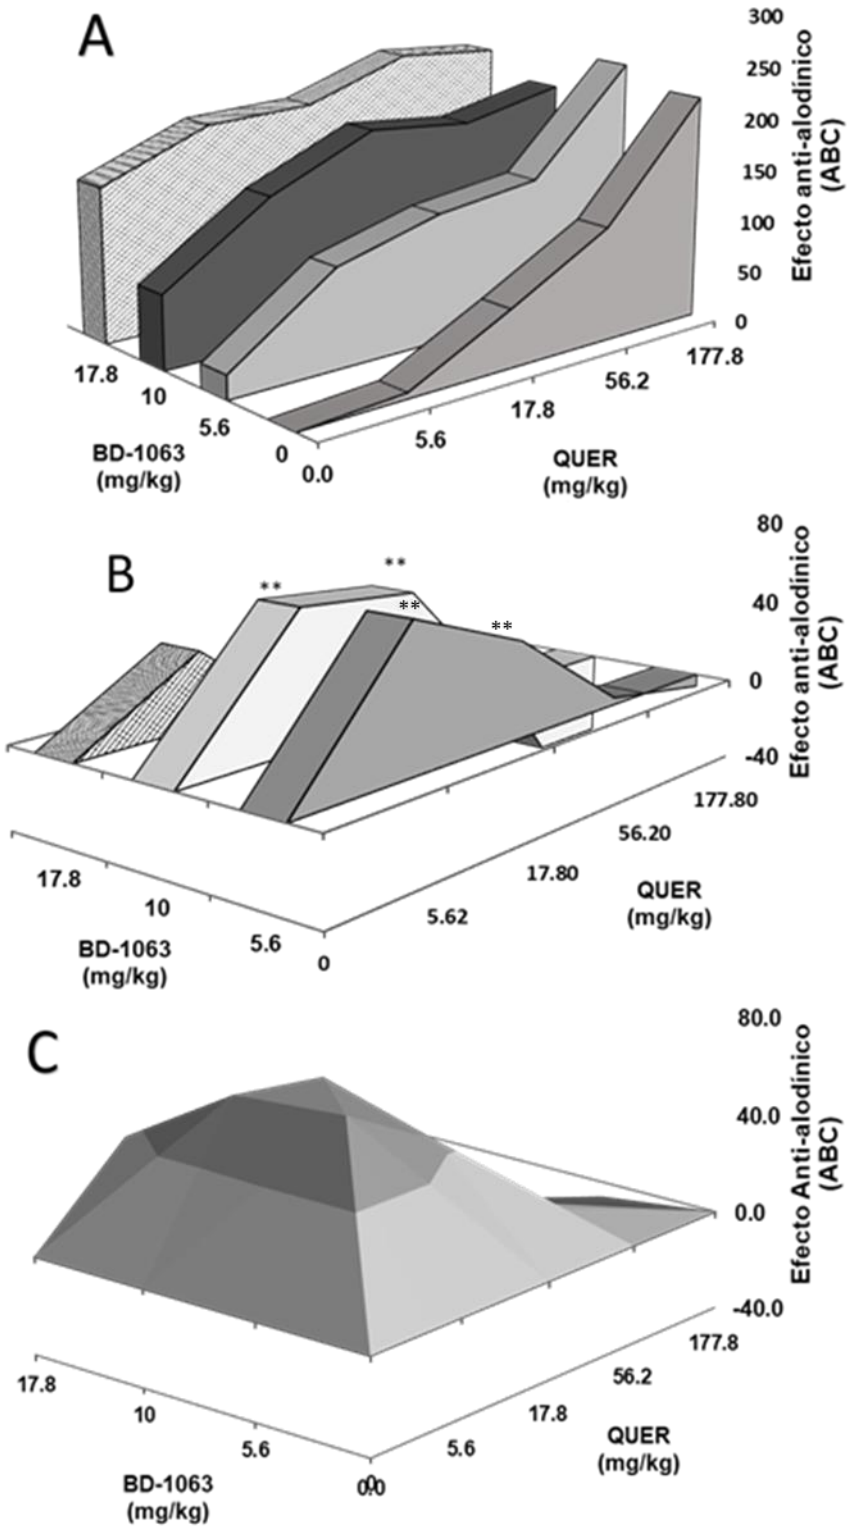 A
300
250
200
150
100
50
0
Efecto anti-alodínico
(ABC)
17.8
10
5.6
0
BD-1063
(mg/kg)
0.0
5.6
17.8
56.2
177.8
QUER
(mg/kg)
B
**
**
**
**
80
40
0
-40
Efecto anti-alodínico
(ABC)
17.8
10
5.6
0
BD-1063
(mg/kg)
5.62
17.80
56.20
177.80
QUER
(mg/kg)
C
80.0
40.0
0.0
-40.0
Efecto Anti-alodínico
(ABC)
17.8
10
5.6
0
BD-1063
(mg/kg)
0.0
5.6
17.8
56.2
177.8
QUER
(mg/kg)